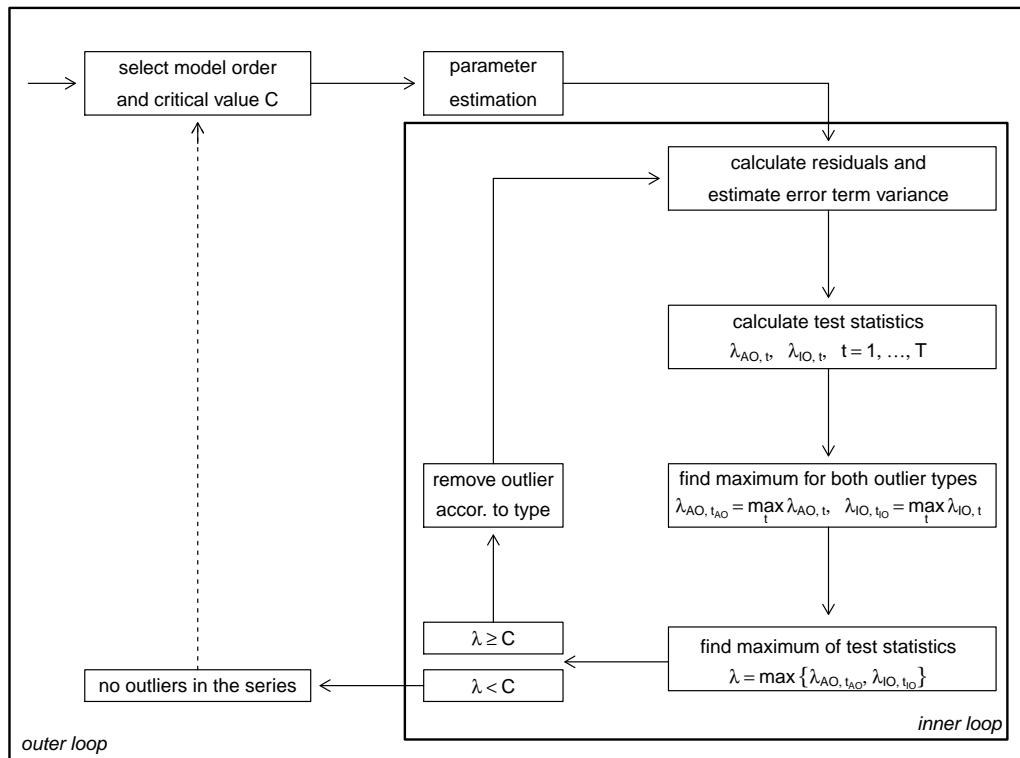 select model order
and critical value C
parameter
estimation
calculate residuals and
estimate error term variance
calculate test statistics
λAO, t, λIO, t, t = 1, …, T
remove outlier
accor. to type
find maximum for both outlier types
λAO, tAO = max t λAO, t, λIO, tIO = max t λIO, t
λ ≥ C
λ < C
find maximum of test statistics
λ = max {λAO, tAO, λIO, tIO}
no outliers in the series
inner loop
outer loop